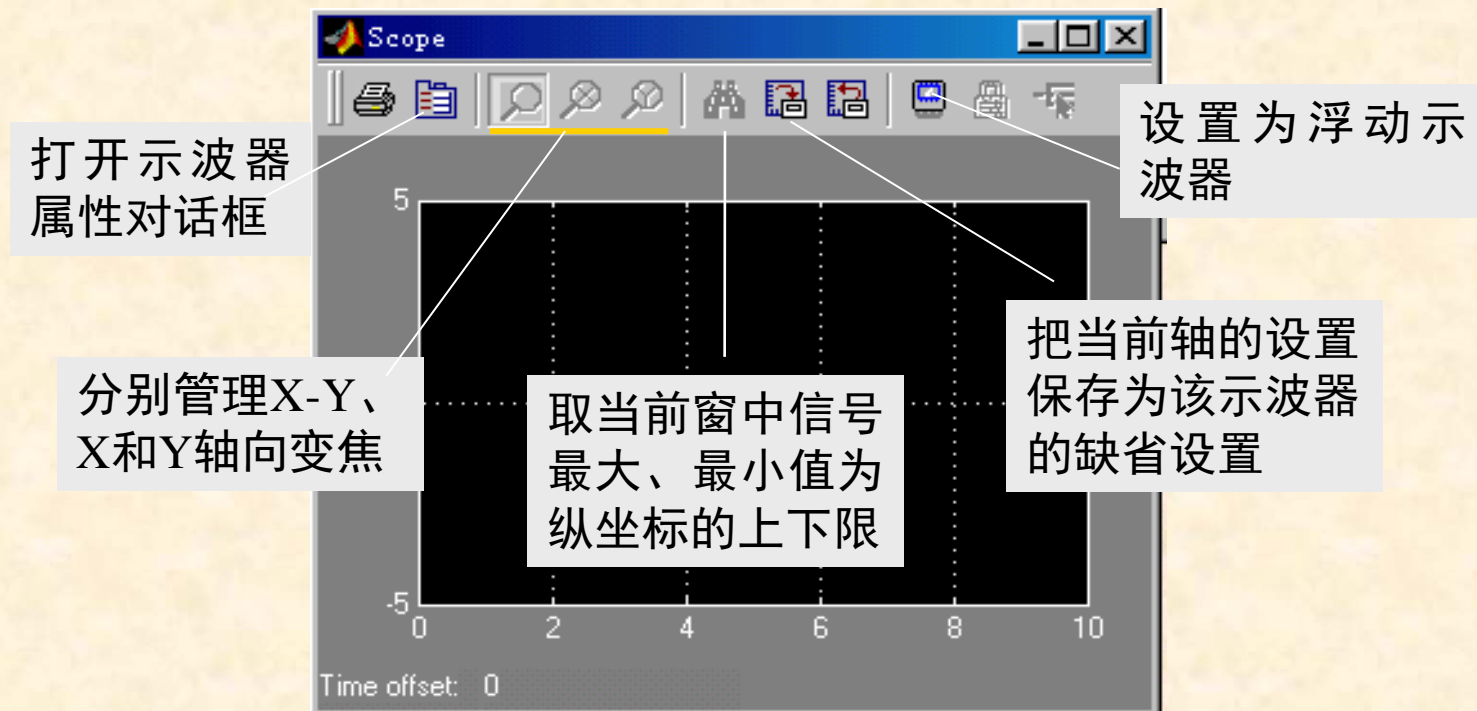 Scope
打开示波器
属性对话框
设置为浮动示
波器
分别管理X-Y、
X和Y轴向变焦
取当前窗中信号
最大、最小值为
纵坐标的上下限
把当前轴的设置
保存为该示波器
的缺省设置
5
-5
0 2 4 6 8 10
Time offset: 0